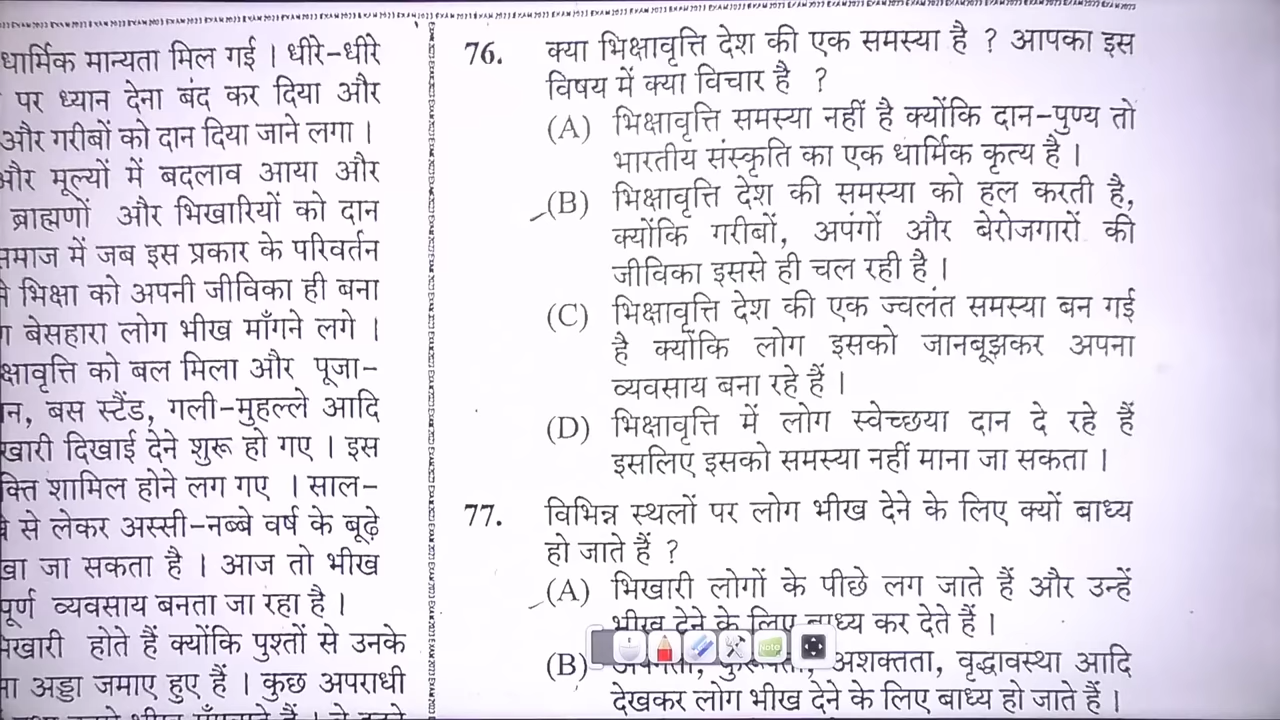 धार्मिक मान्यता मिल गई । धीरे-धीरे
पर ध्यान देना बंद कर दिया और
और गरीबों को दान दिया जाने लगा ।
और मूल्यों में बदलाव आया और
ब्राह्मणों और भिखारियों को दान
समाज में जब इस प्रकार के परिवर्तन
भिक्षा को अपनी जीविका ही बना
बेसहारा लोग भीख माँगने लगे ।
को बल मिला और पूजा-
बस स्टैंड, गली-मुहल्ले आदि
दिखाई देने शुरू हो गए । इस
शामिल होने लग गए । साल-
से लेकर अस्सी-नब्बे वर्ष के बूढ़े
जा सकता है । आज तो भीख
पूर्ण व्यवसाय बनता जा रहा है ।
होते हैं क्योंकि पुश्तों से उनके
अड्डा जमाए हुए हैं । कुछ अपराधी
76. क्या भिक्षावृत्ति देश की एक समस्या है ? आपका इस
विषय में क्या विचार है ?
(A) भिक्षावृत्ति समस्या नहीं है क्योंकि दान-पुण्य तो
भारतीय संस्कृति का एक धार्मिक कृत्य है ।
(B) भिक्षावृत्ति देश की समस्या को हल करती है,
क्योंकि गरीबों, अपंगों और बेरोजगारों की
जीविका इससे ही चल रही है ।
(C) भिक्षावृत्ति देश की एक ज्वलंत समस्या बन गई
है क्योंकि लोग इसको जानबूझकर अपना
व्यवसाय बना रहे हैं ।
(D) भिक्षावृत्ति में लोग स्वेच्छया दान दे रहे हैं
इसलिए इसको समस्या नहीं माना जा सकता ।
77. विभिन्न स्थलों पर लोग भीख देने के लिए क्यों बाध्य
हो जाते हैं ?
(A) भिखारी लोगों के पीछे लग जाते हैं और उन्हें
भीख देने के लिए बाध्य कर देते हैं ।
(B) अशक्तता, वृद्धावस्था आदि
देखकर लोग भीख देने के लिए बाध्य हो जाते हैं ।
Note